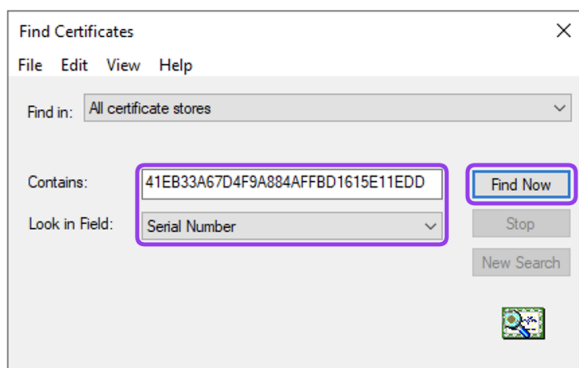 Find Certificates
File Edit View Help
Find in: All certificate stores
Contains: 41EB33A67D4F9A884AFFBD1615E11EDD Find Now
Look in Field: Serial Number Stop
New Search